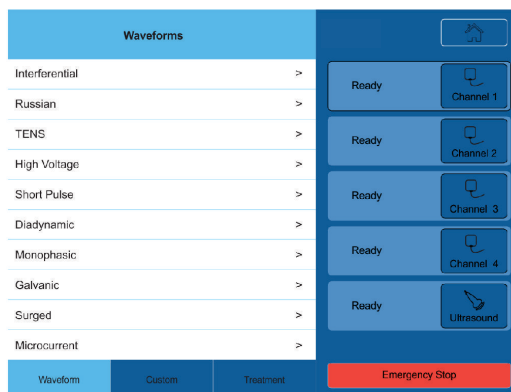 Waveforms
Interferential >
Russian >
TENS >
High Voltage >
Short Pulse >
Diadynamic >
Monophasic >
Galvanic >
Surged >
Microcurrent >
Waveform Custom Treatment
Ready Channel 1
Ready Channel 2
Ready Channel 3
Ready Channel 4
Ready Ultrasound
Emergency Stop